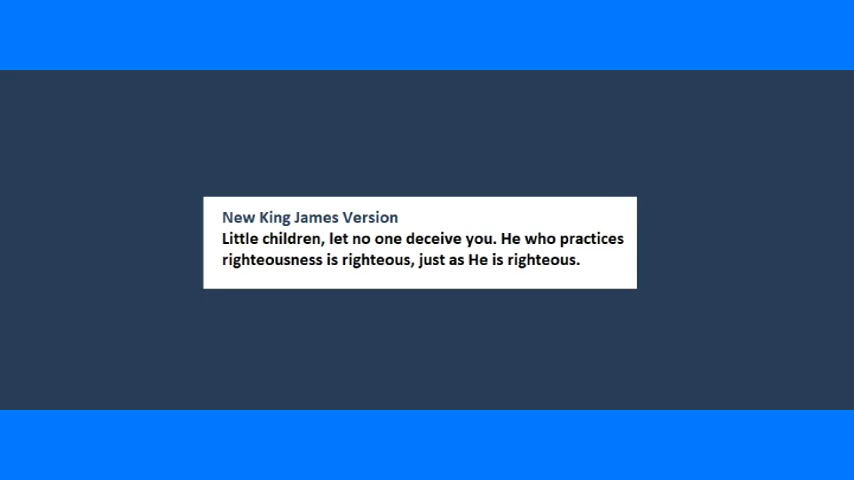 New King James Version
Little children, let no one deceive you. He who practices
righteousness is righteous, just as He is righteous.